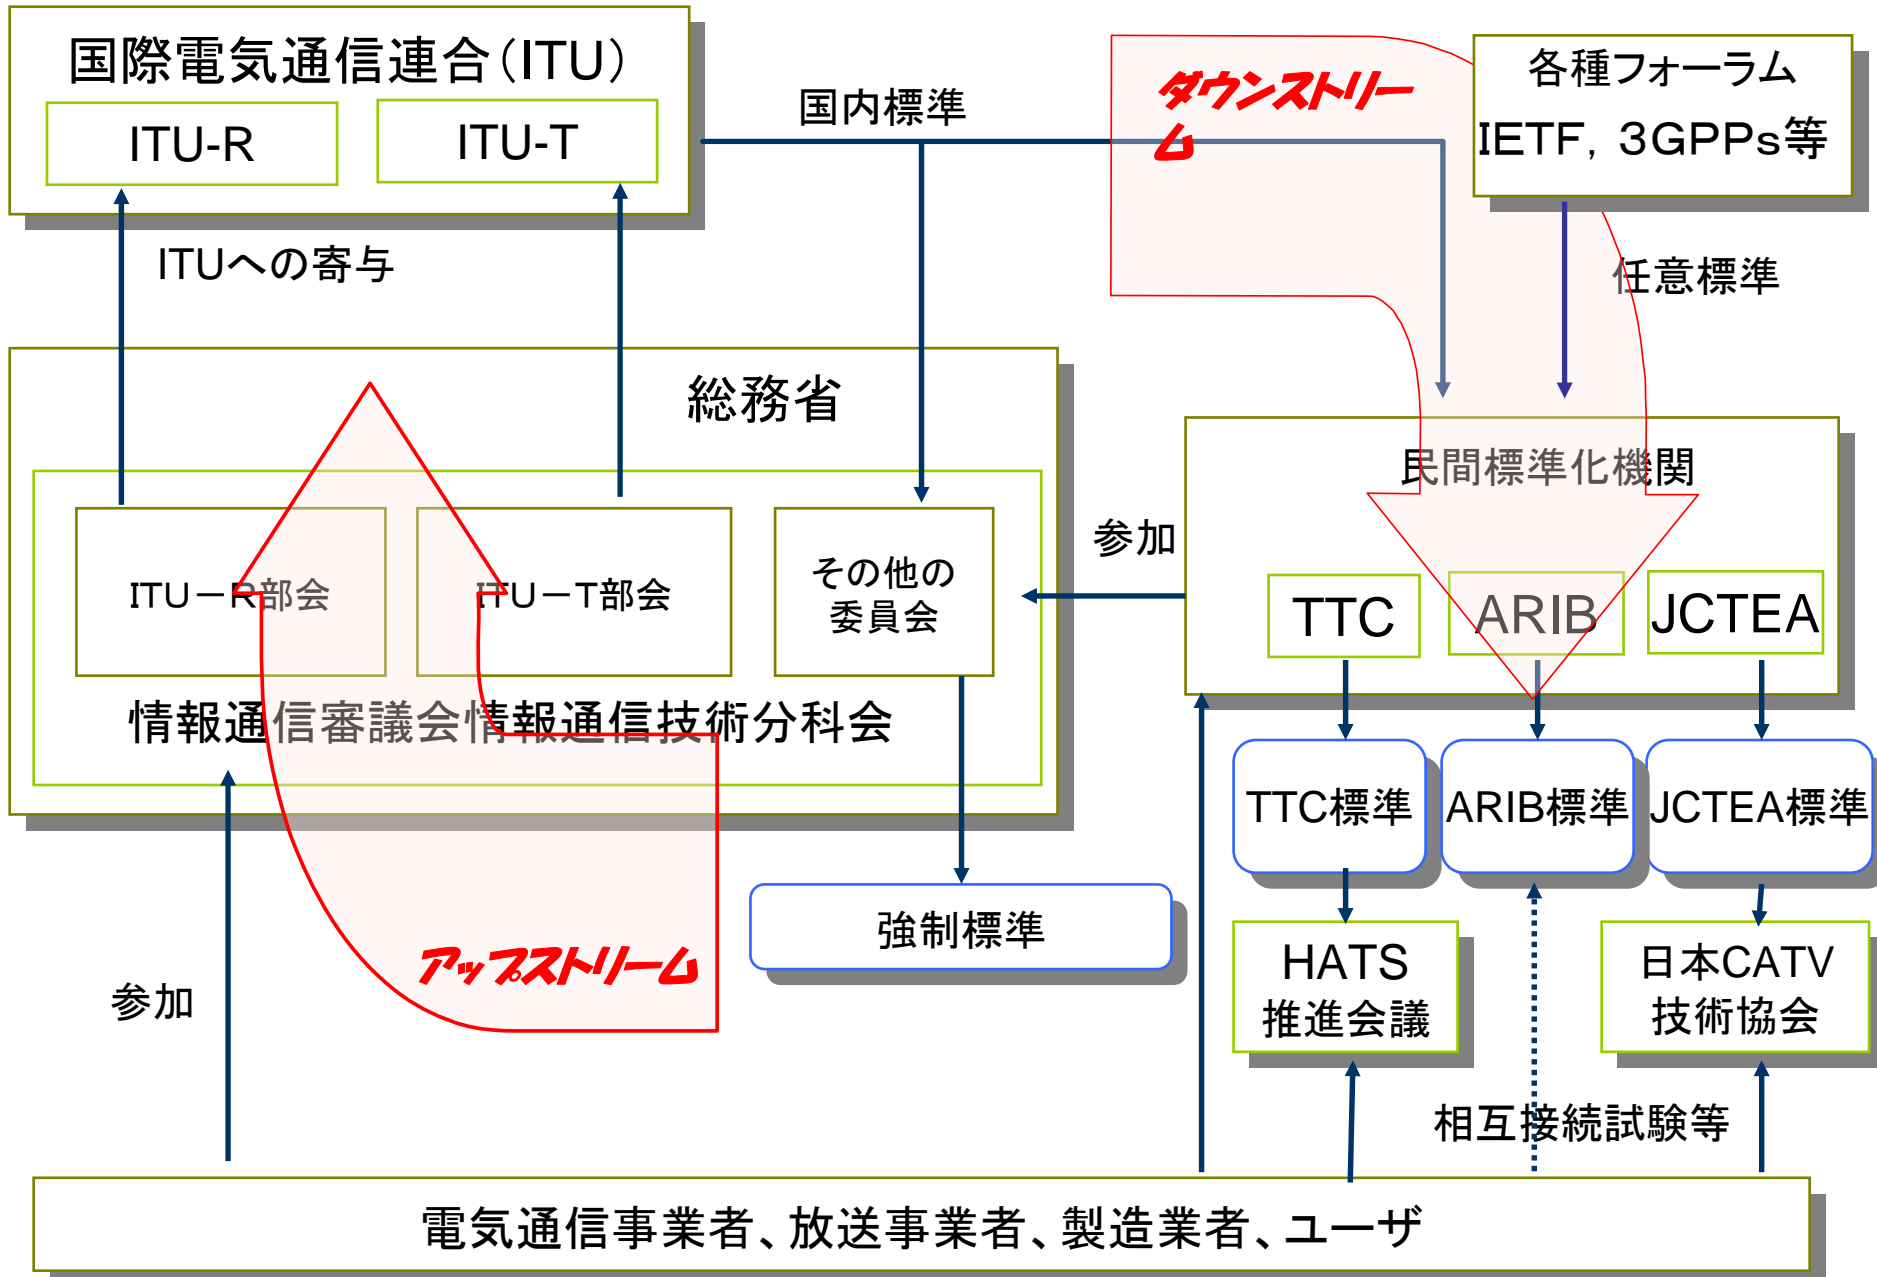 国際電気通信連合(ITU)
ITU-R
ITU-T
国内標準
ダウンストリー
ム
各種フォーラム
IETF, 3GPPs等
ITUへの寄与
任意標準
総務省
民間標準化機関
参加
ITU－R部会
ITU－T部会
その他の
委員会
TTC
ARIB
JCTEA
情報通信審議会情報通信技術分科会
TTC標準
ARIB標準
JCTEA標準
強制標準
アップストリーム
参加
HATS
推進会議
日本CATV
技術協会
相互接続試験等
電気通信事業者、放送事業者、製造業者、ユーザ